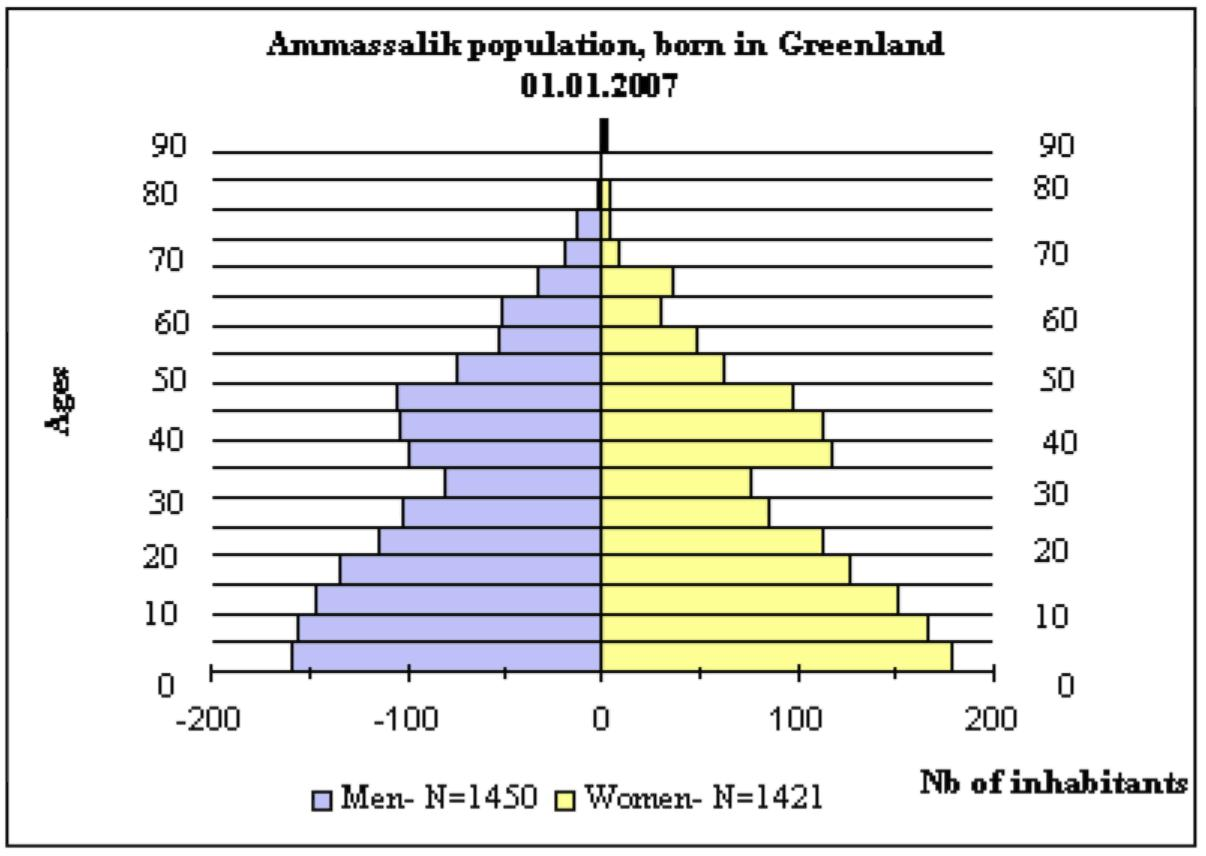 Ammassalik population, born in Greenland
01.01.2007
90 90
80 80
70 70
60 60
50 50
40 40
30 30
20 20
10 10
0 0
Ages
-200 -100 0 100 200
Nb of inhabitants
Men- N=1450 Women- N=1421